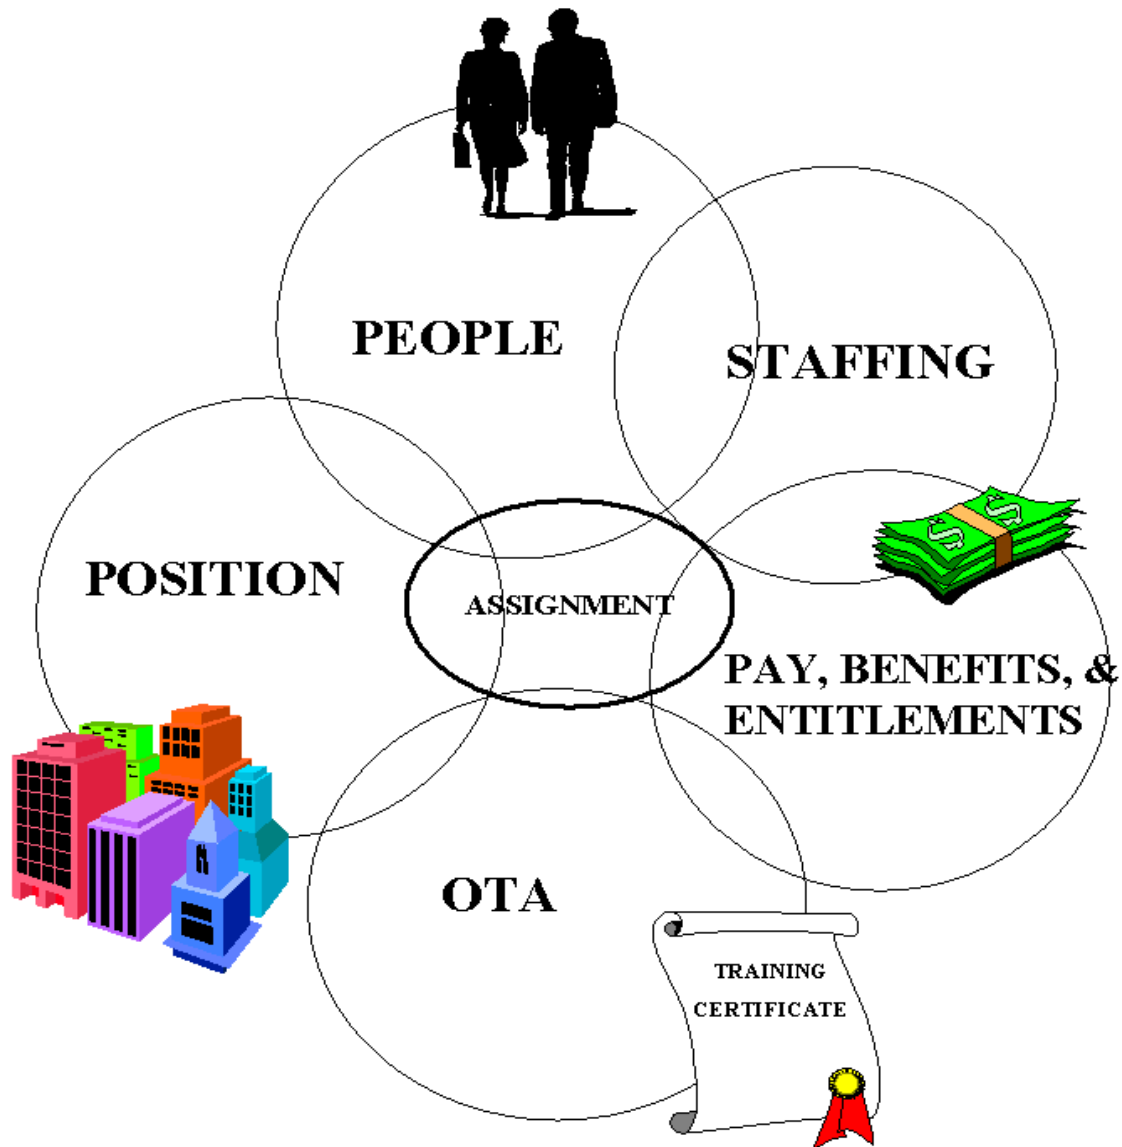 PEOPLE
STAFFING
POSITION
ASSIGNMENT
PAY, BENEFITS, &
ENTITLEMENTS
OTA
TRAINING
CERTIFICATE